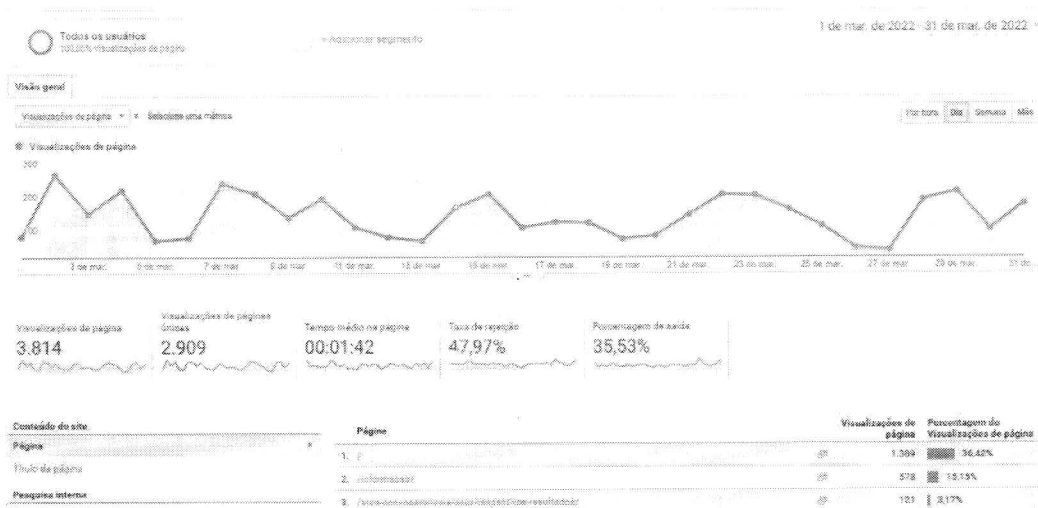 Todos os usuários
100,00% Visualizações de página
+ Adicionar segmento
1 de mar. de 2022 - 31 de mar. de 2022
Visão geral
Visualizações de página
Selecione uma métrica
Por hora Dia Semana Mês
Visualizações de página
300
200
100
3 de mar. 5 de mar. 7 de mar. 9 de mar. 11 de mar. 13 de mar. 15 de mar. 17 de mar. 19 de mar. 21 de mar. 23 de mar. 25 de mar. 27 de mar. 29 de mar. 31 de...
Visualizações de página
3.814
Visualizações de páginas únicas
2.909
Tempo médio na página
00:01:42
Taxa de rejeição
47,97%
Porcentagem de saída
35,53%
Conteúdo do site
Página
Título de página
Pesquisa interna
Página Visualizações de página Porcentagem do Visualizações de página
1. / 1.389 36,42%
2. /informacao/ 578 15,15%
3. 121 3,17%